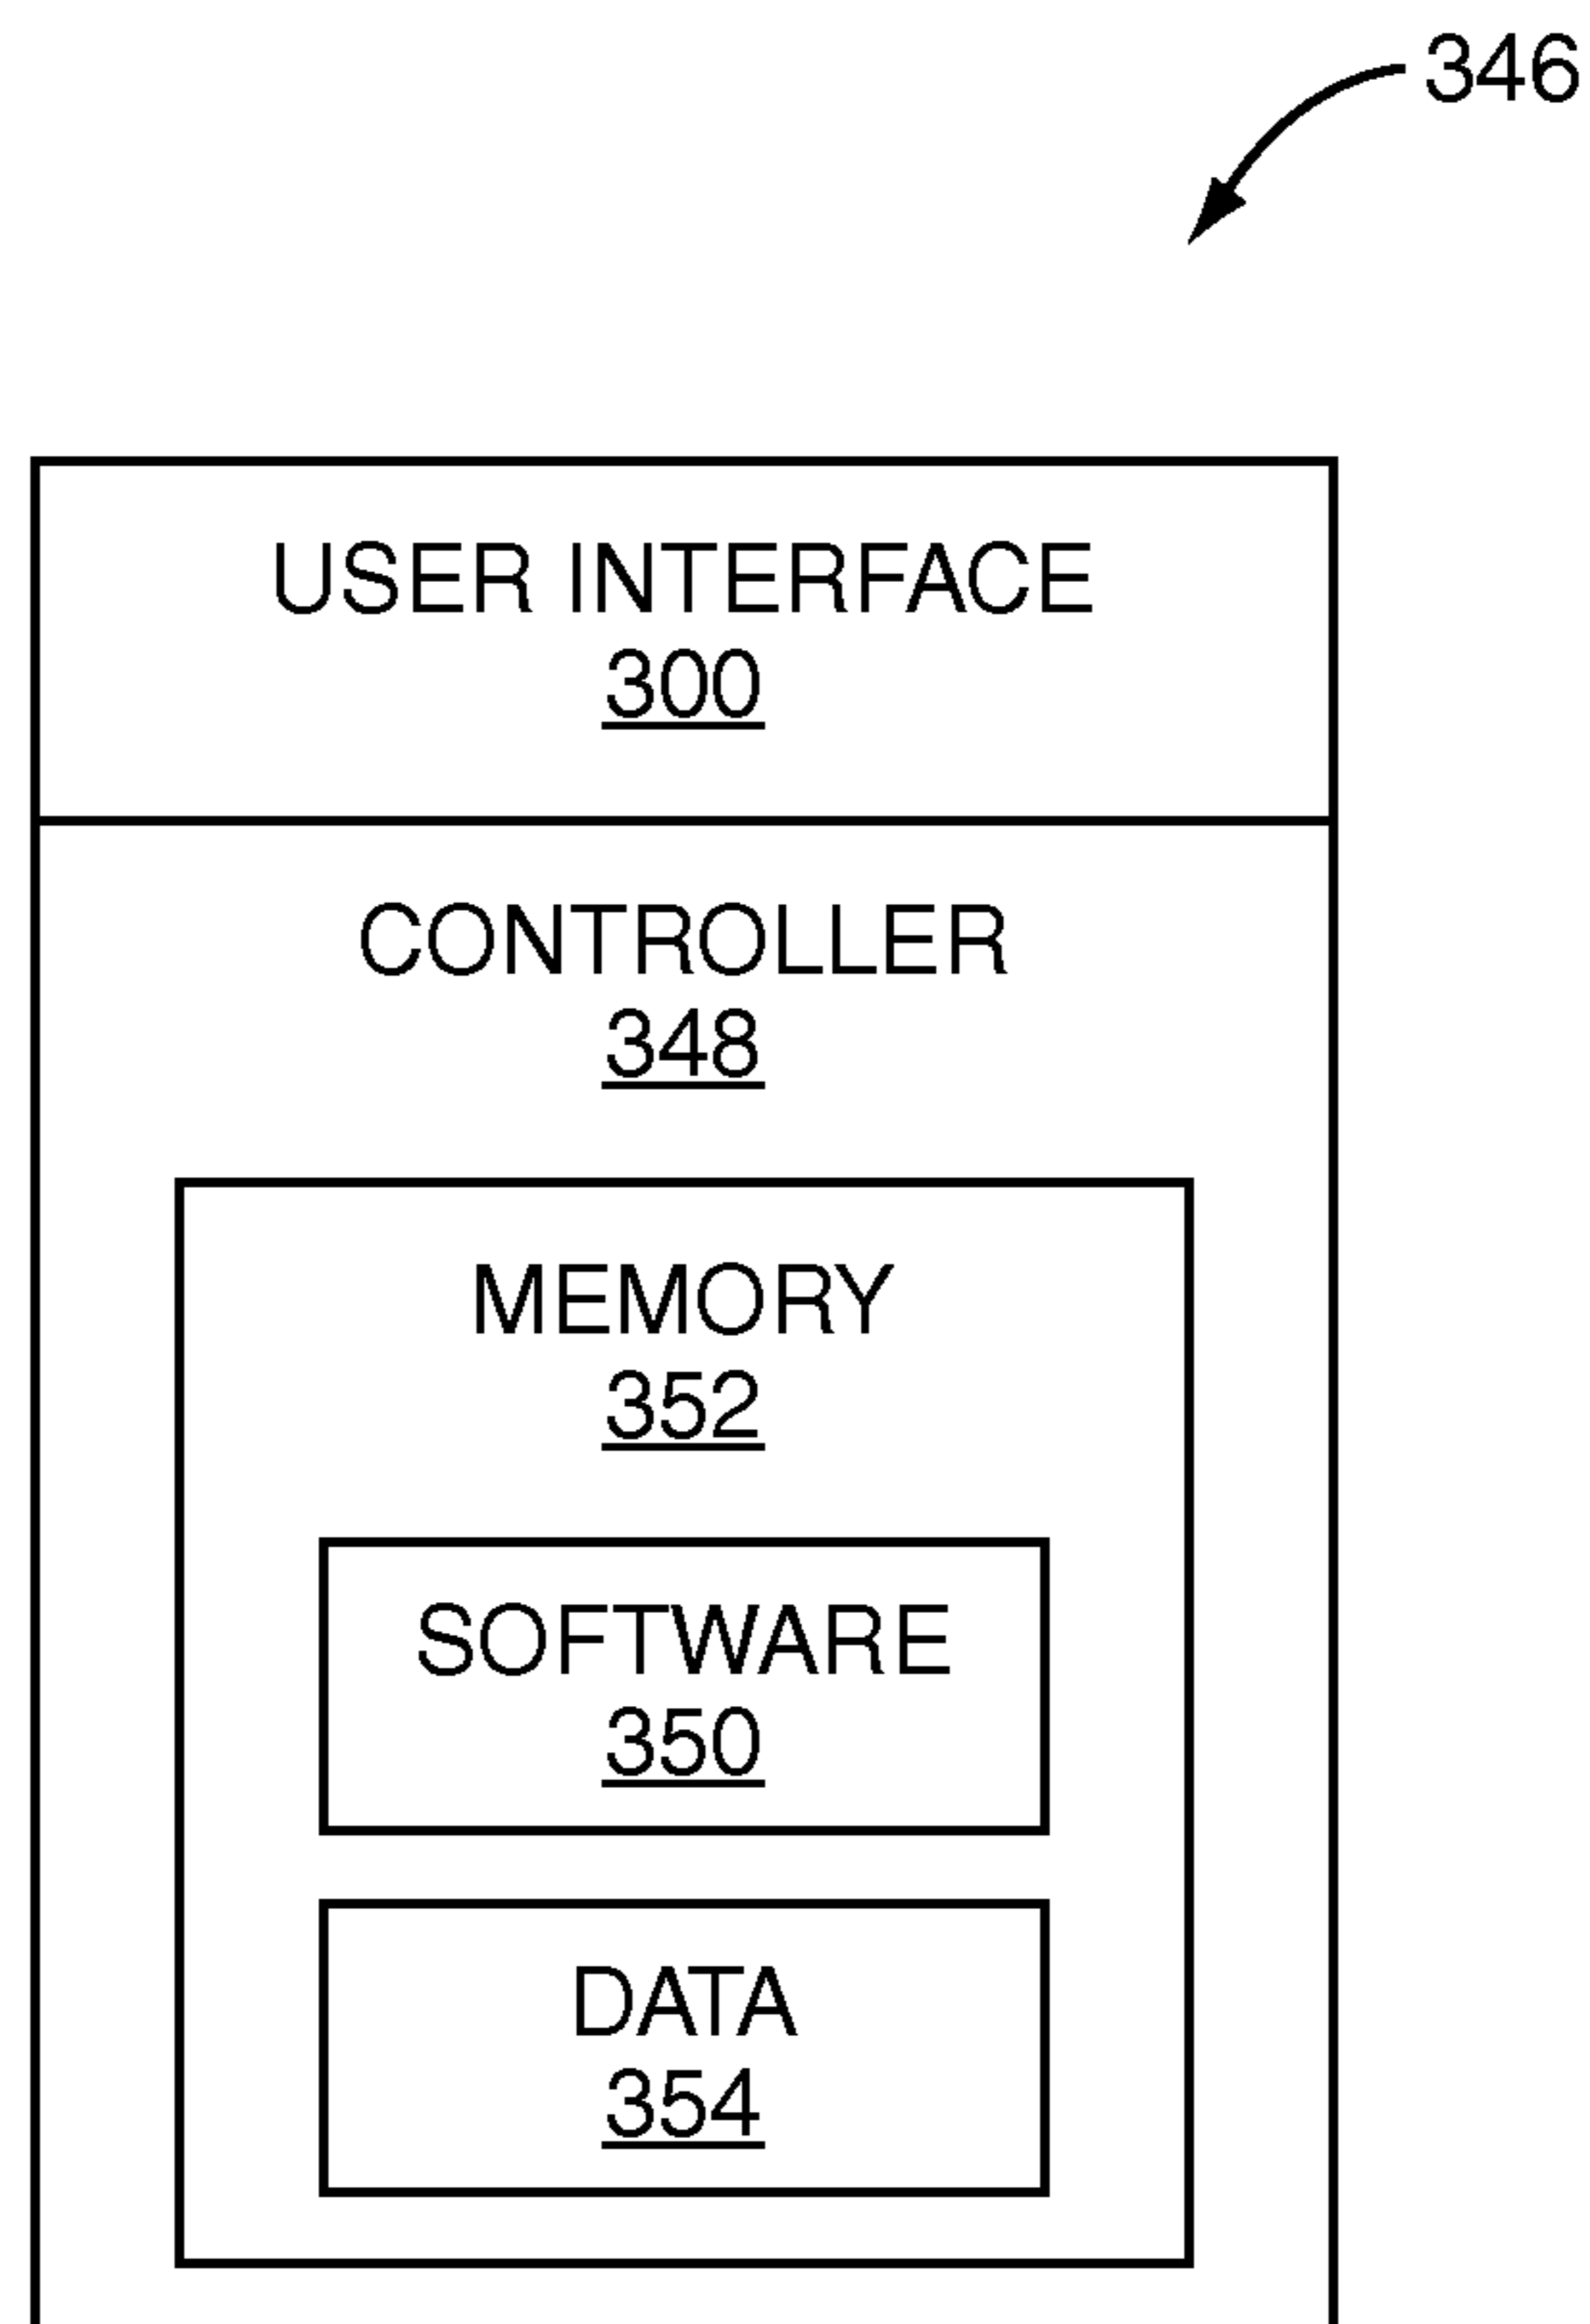 346
USER INTERFACE
300
CONTROLLER
348
MEMORY
352
SOFTWARE
350
DATA
354